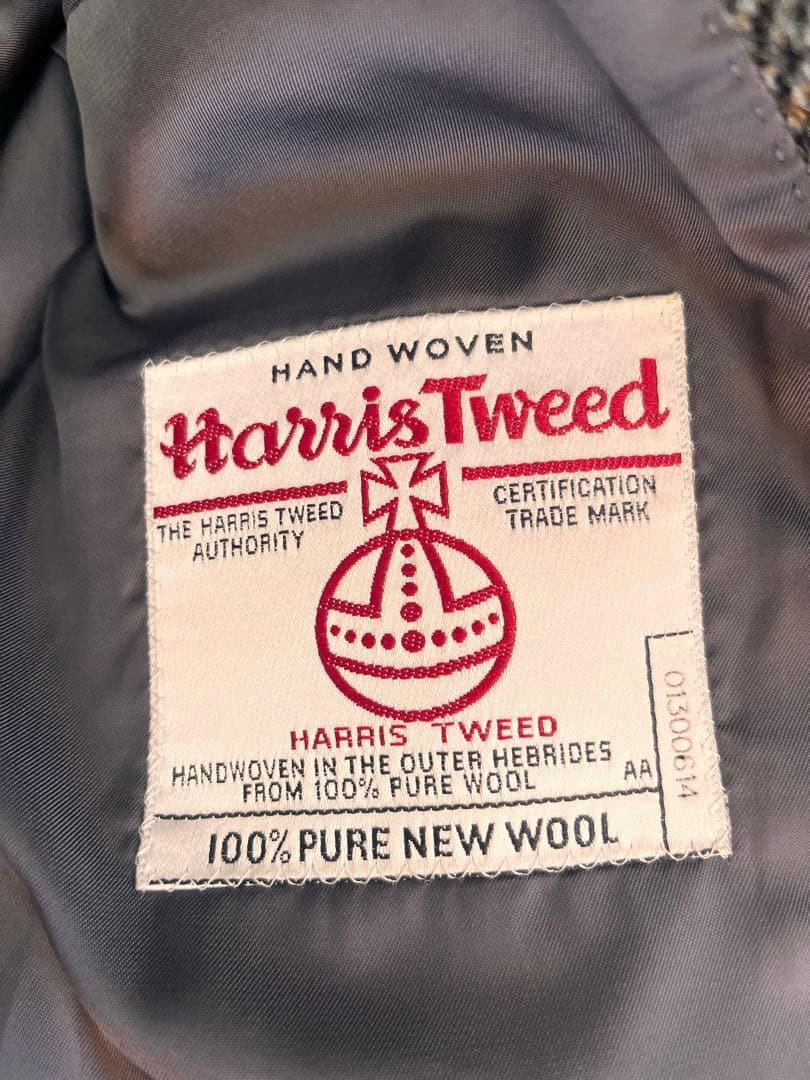 HAND WOVEN
Harris Tweed
THE HARRIS TWEED
AUTHORITY
CERTIFICATION
TRADE MARK
HARRIS TWEED
HANDWOVEN IN THE OUTER HEBRIDES
FROM 100% PURE WOOL
AA
01300614
100% PURE NEW WOOL